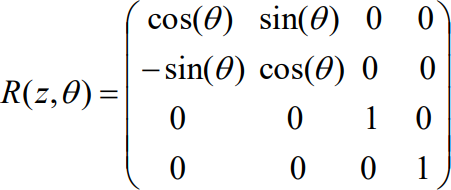 cos(θ) sin(θ) 0 0
−sin(θ) cos(θ) 0 0
R(z,θ) =
0 0 1 0
0 0 0 1